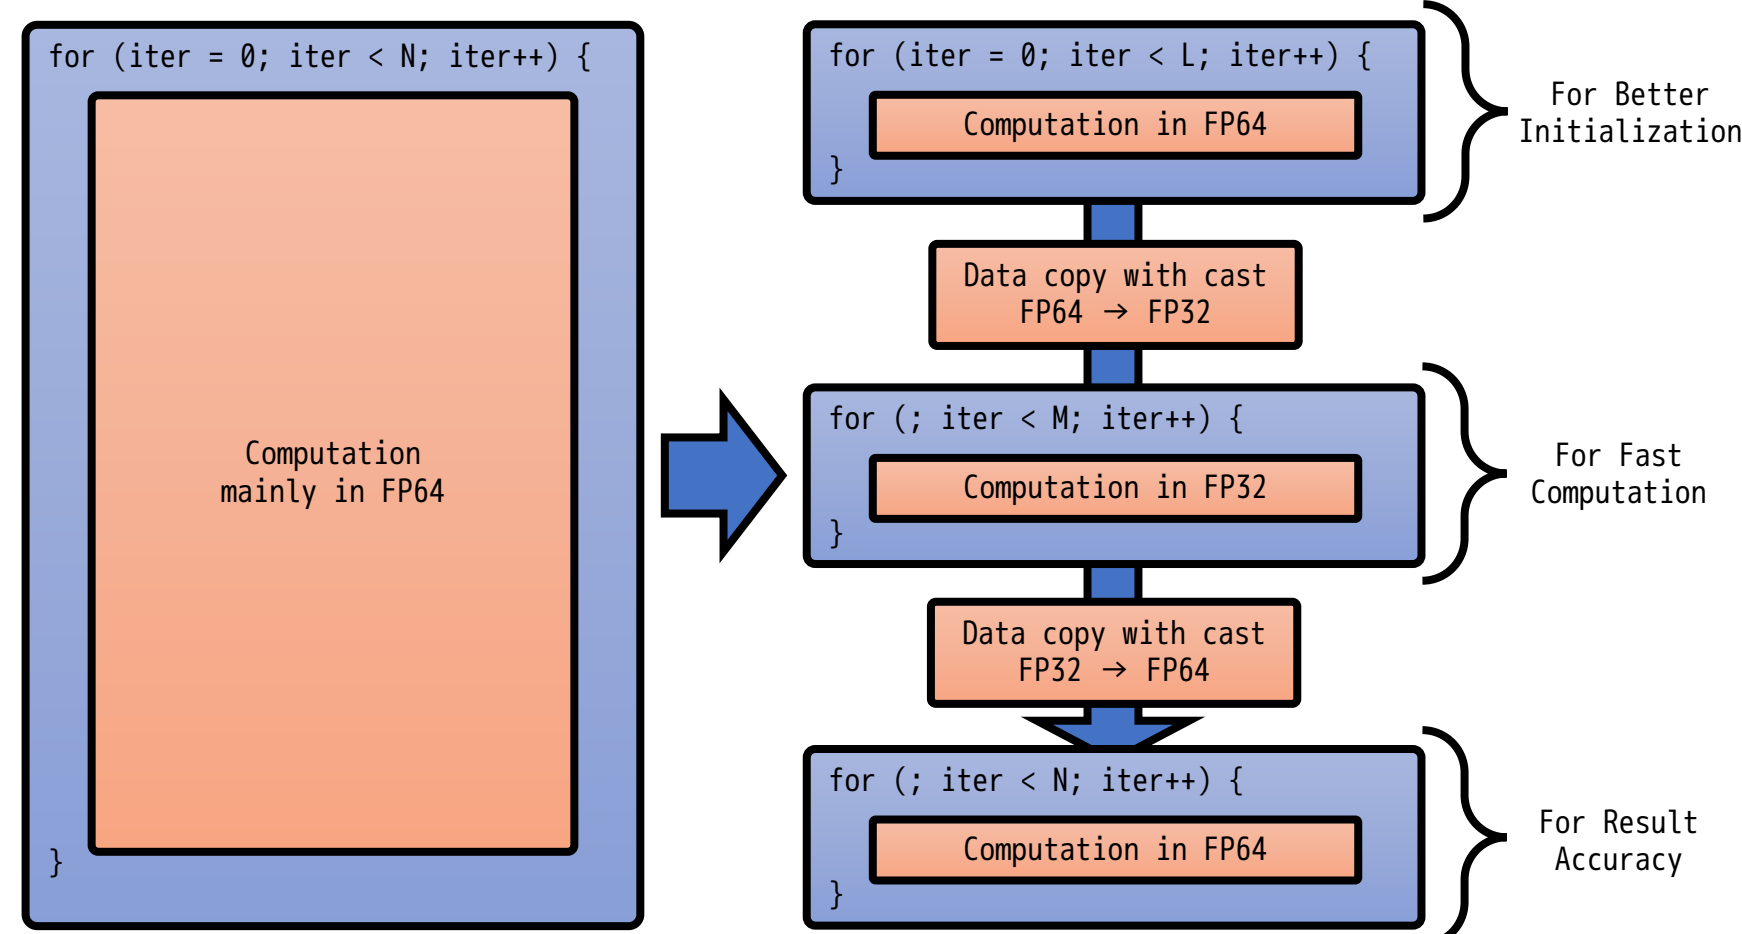 for (iter = 0; iter < N; iter++) {
Computation
mainly in FP64
}
for (iter = 0; iter < L; iter++) {
Computation in FP64
}
For Better
Initialization
Data copy with cast
FP64 → FP32
for (; iter < M; iter++) {
Computation in FP32
}
For Fast
Computation
Data copy with cast
FP32 → FP64
for (; iter < N; iter++) {
Computation in FP64
}
For Result
Accuracy